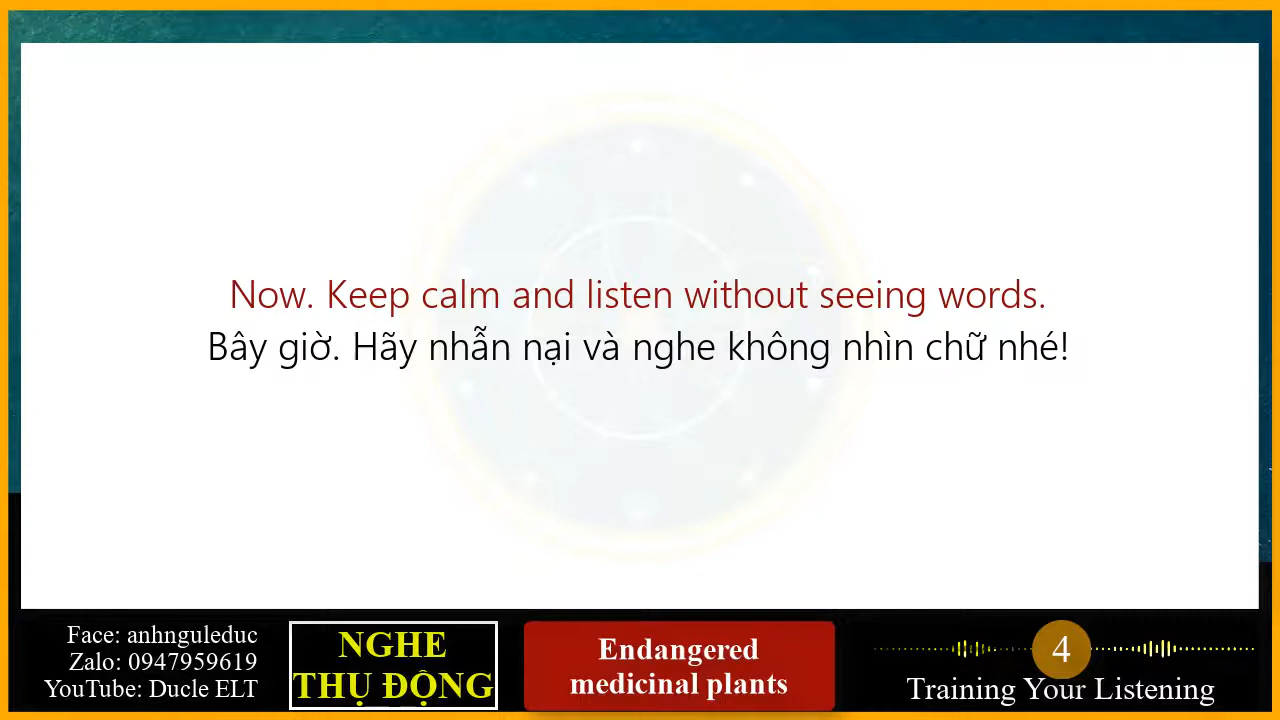 Now. Keep calm and listen without seeing words.
Bây giờ. Hãy nhẫn nại và nghe không nhìn chữ nhé!
Face: anhnguleduc
Zalo: 0947959619
YouTube: Ducle ELT
NGHE
THỤ ĐỘNG
Endangered
medicinal plants
4
Training Your Listening